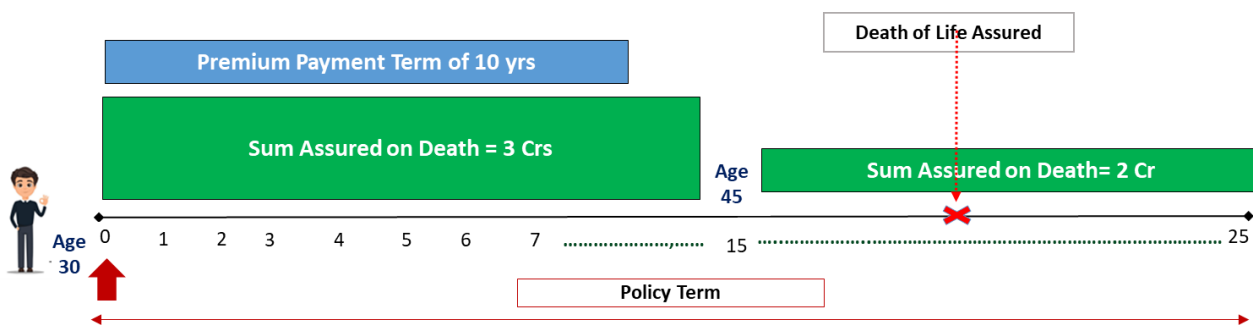 Death of Life Assured
Premium Payment Term of 10 yrs
Sum Assured on Death = 3 Crs
Sum Assured on Death= 2 Cr
Age
45
Age
30
0 1 2 3 4 5 6 7 ......................,...... 15 ................................................ 25
Policy Term